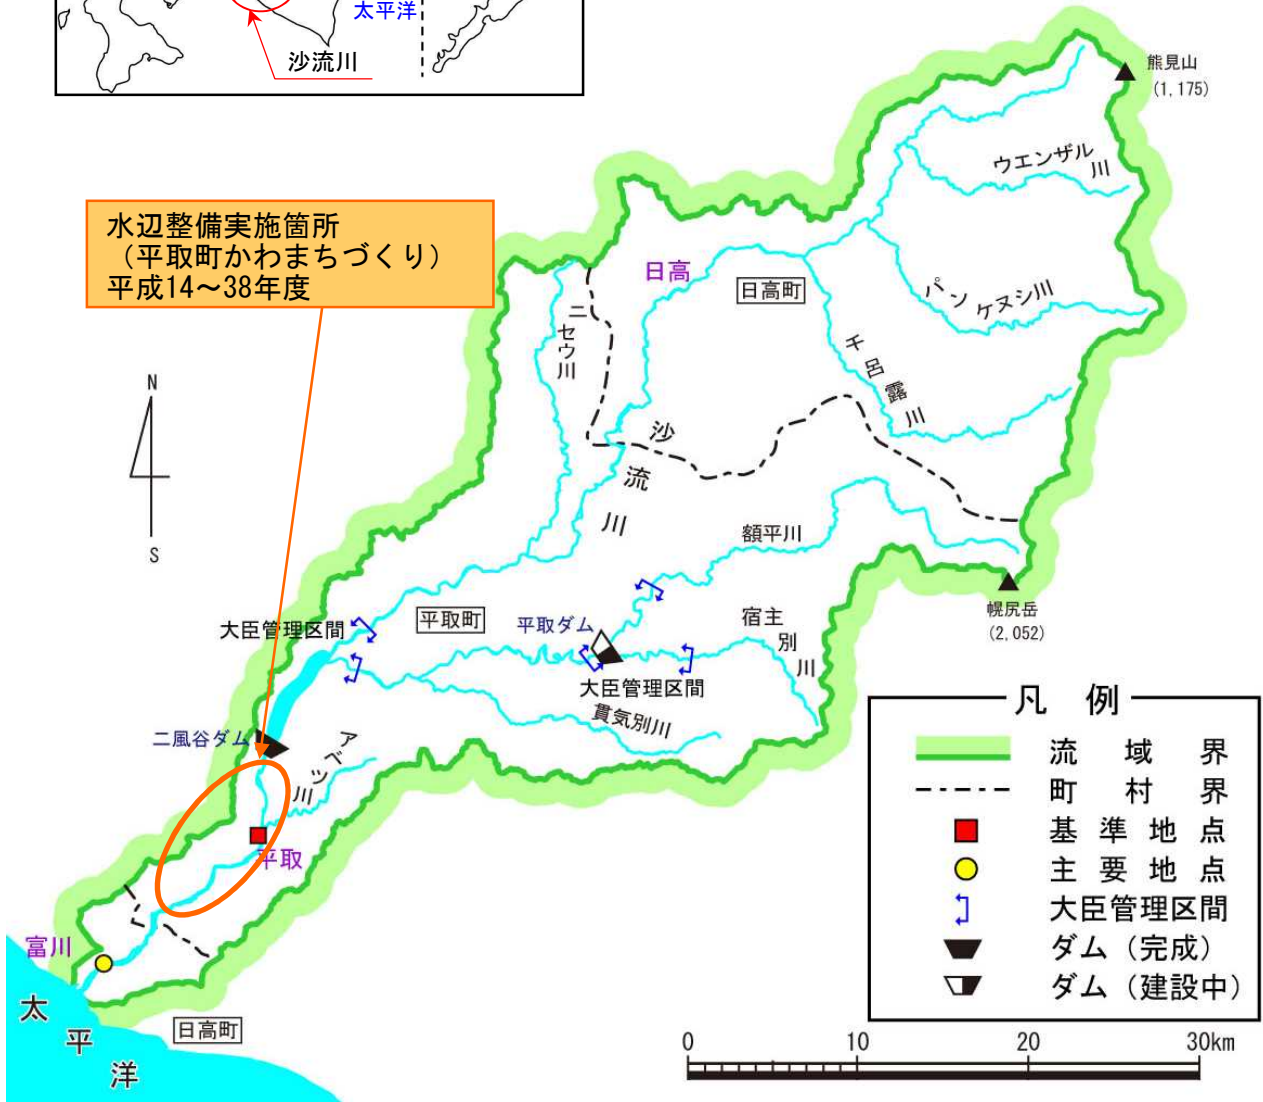 太平洋
沙流川
熊見山
(1,175)
ウエンザル川
水辺整備実施箇所
(平取町かわまちづくり)
平成14～38年度
日高
日高町
パンケヌシ川
ニセウ川
千呂露川
N
S
沙流川
額平川
幌尻岳
(2,052)
大臣管理区間
平取町
平取ダム
宿主別川
大臣管理区間
貫気別川
二風谷ダム
アベツ川
平取
富川
太平洋
日高町
凡例
流域界
町村界
基準地点
主要地点
大臣管理区間
ダム(完成)
ダム(建設中)
0 10 20 30km